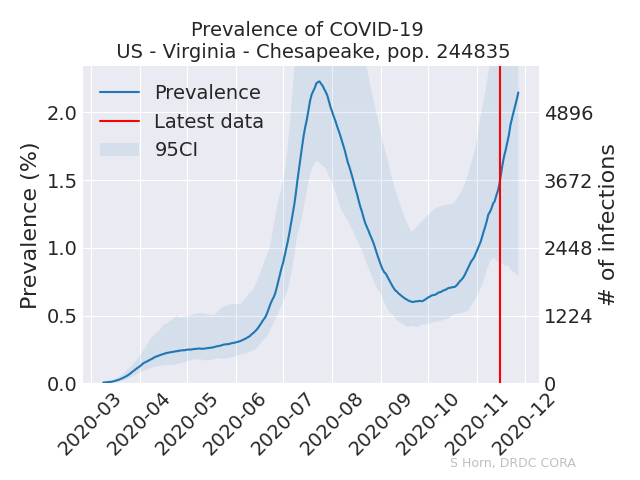 Prevalence of COVID-19
US - Virginia - Chesapeake, pop. 244835
Prevalence
Latest data
95CI
Prevalence (%)
2.0
1.5
1.0
0.5
0.0
4896
3672
2448
1224
0
# of infections
2020-03
2020-04
2020-05
2020-06
2020-07
2020-08
2020-09
2020-10
2020-11
2020-12
S Horn, DRDC CORA